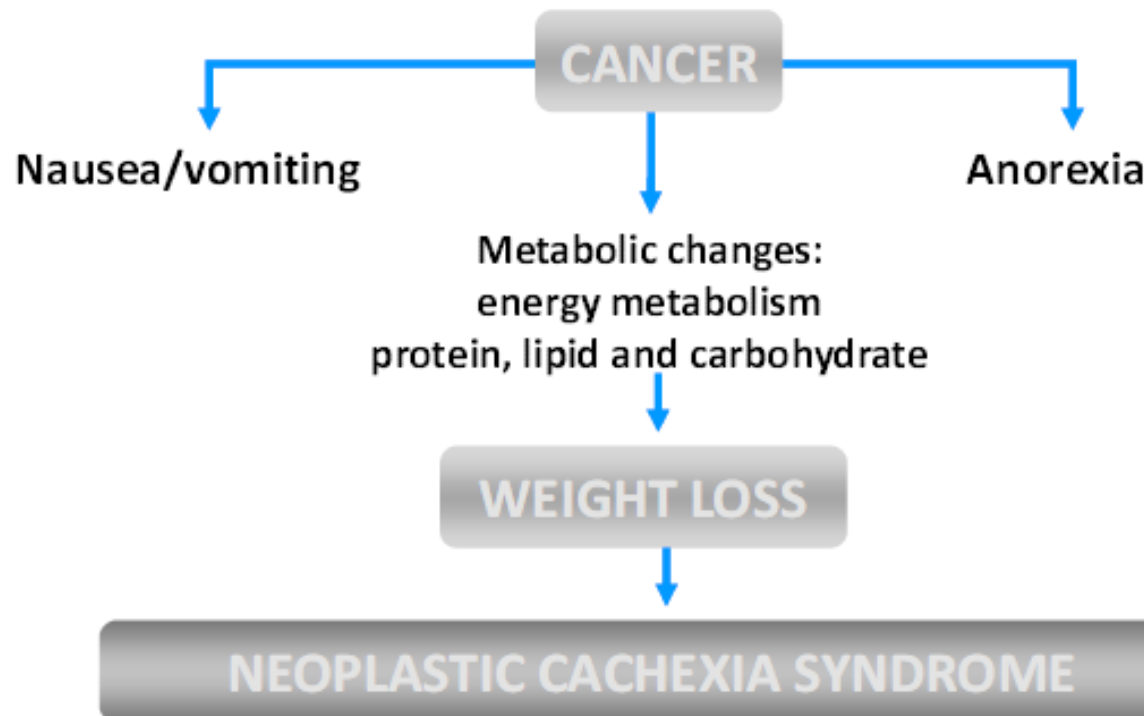 CANCER
Nausea/vomiting
Anorexia
Metabolic changes:
energy metabolism
protein, lipid and carbohydrate
WEIGHT LOSS
NEOPLASTIC CACHEXIA SYNDROME